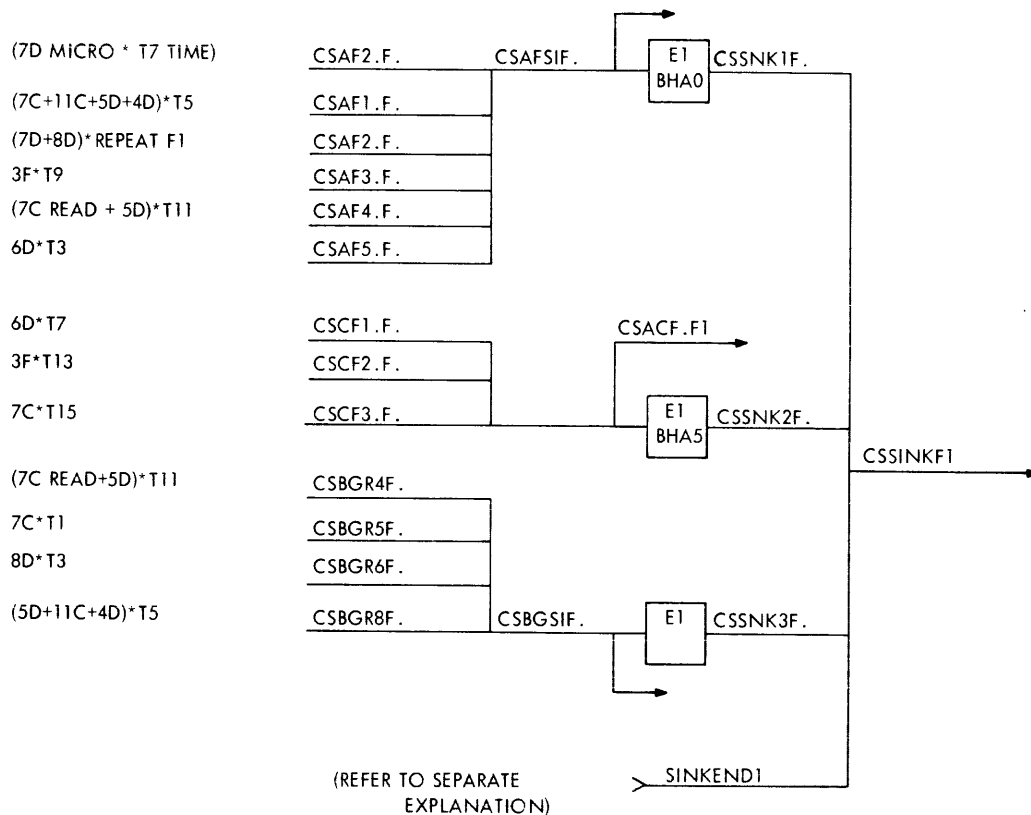 (7D MICRO * T7 TIME) CSAF2.F. CSAFSIF. E1 BHA0 CSSNK1F.
(7C+11C+5D+4D)*T5 CSAF1.F.
(7D+8D)*REPEAT F1 CSAF2.F.
3F*T9 CSAF3.F.
(7C READ + 5D)*T11 CSAF4.F.
6D*T3 CSAF5.F.
6D*T7 CSCF1.F. CSACF.F1
3F*T13 CSCF2.F.
7C*T15 CSCF3.F. E1 BHA5 CSSNK2F.
CSSINKF1
(7C READ+5D)*T11 CSBGR4F.
7C*T1 CSBGR5F.
8D*T3 CSBGR6F.
(5D+11C+4D)*T5 CSBGR8F. CSBGSIF. E1 CSSNK3F.
(REFER TO SEPARATE SINKEND1
EXPLANATION)